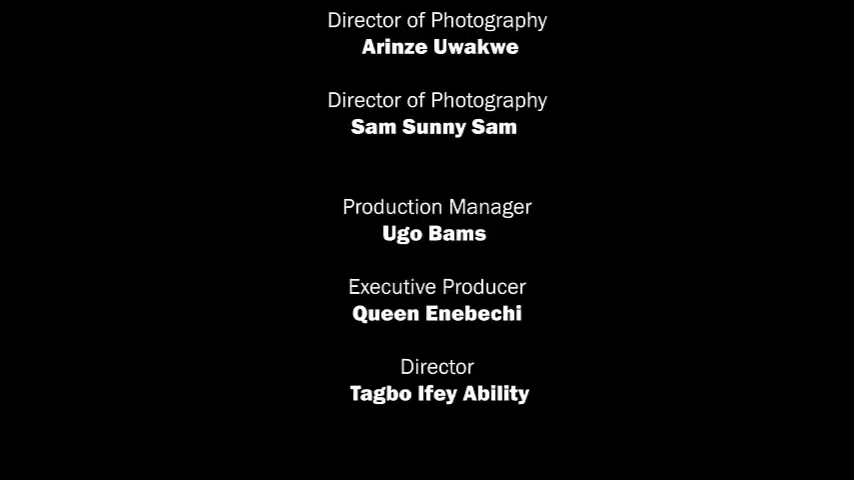 Director of Photography
Arinze Uwakwe
Director of Photography
Sam Sunny Sam
Production Manager
Ugo Bams
Executive Producer
Queen Enebechi
Director
Tagbo Ifey Ability